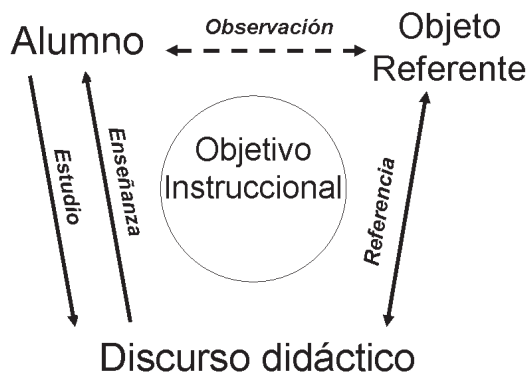 Alumno
Observación
Objeto
Referente
Estudio
Enseñanza
Objetivo
Instruccional
Referencia
Discurso didáctico